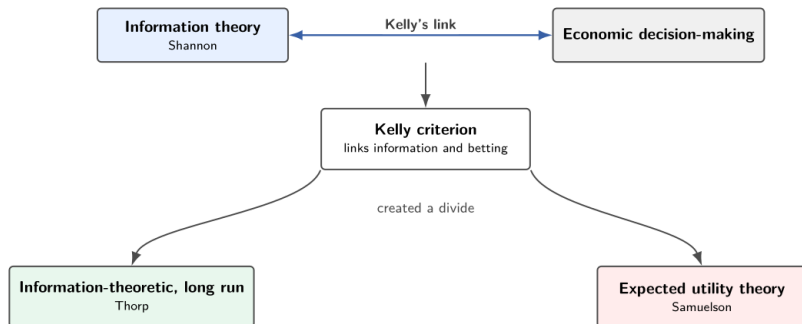 Information theory
Shannon
Kelly's link
Economic decision-making
Kelly criterion
links information and betting
created a divide
Information-theoretic, long run
Thorp
Expected utility theory
Samuelson